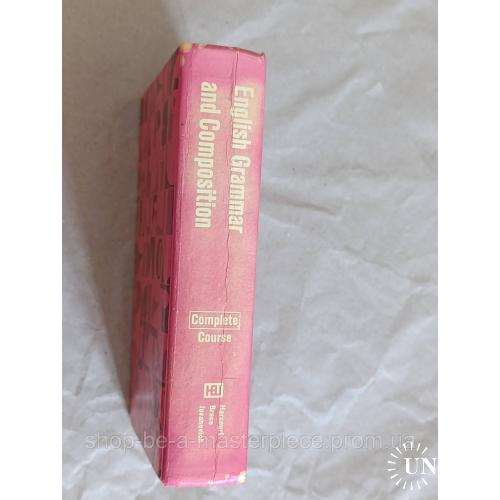 English Grammar
and Composition
Complete
Course
HBJ
Harcourt
Brace
Jovanovich
shop-be-a-masterpiece.prom.ua
UN